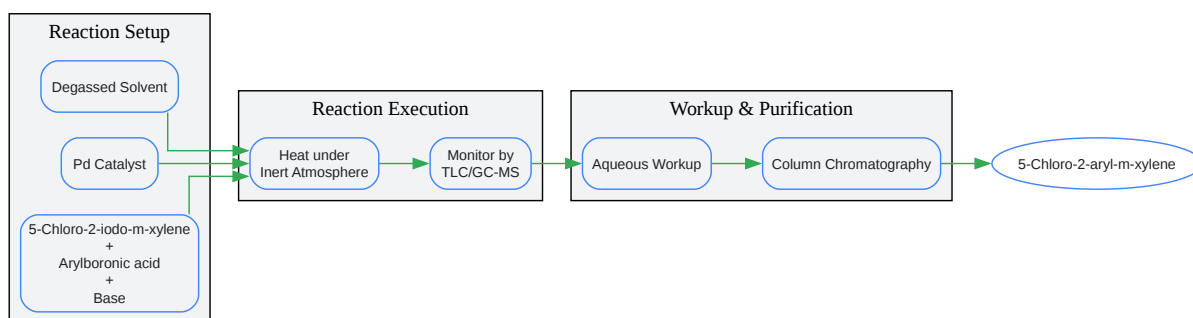 Reaction Setup
Degassed Solvent
Pd Catalyst
5-Chloro-2-iodo-m-xylene
+
Arylboronic acid
+
Base
Reaction Execution
Heat under
Inert Atmosphere
Monitor by
TLC/GC-MS
Workup & Purification
Aqueous Workup
Column Chromatography
5-Chloro-2-aryl-m-xylene